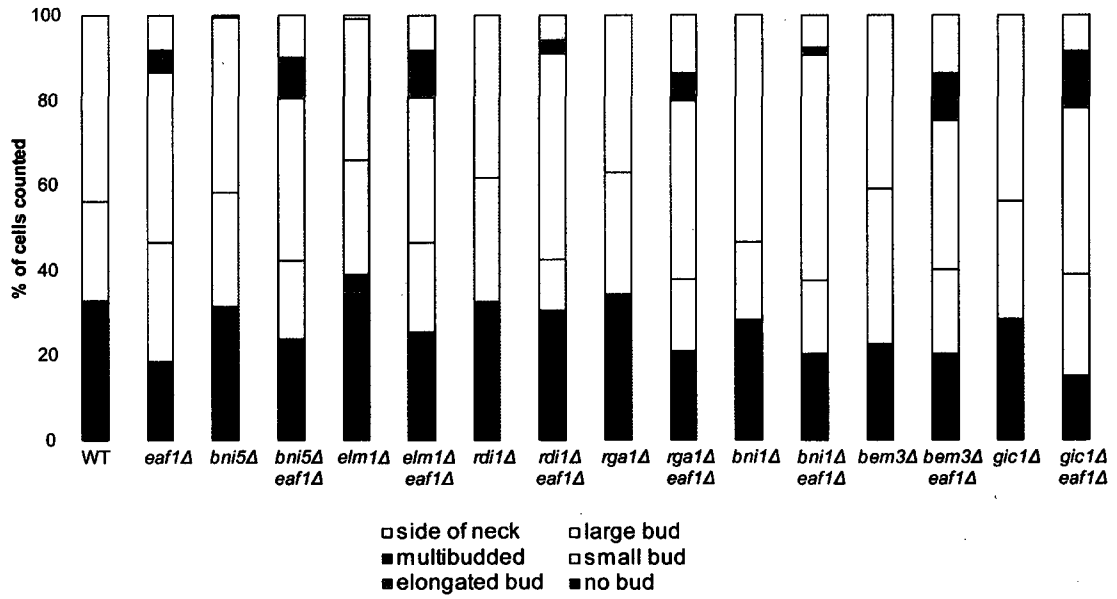 % of cells counted
100
80
60
40
20
0
WT eaf1Δ bni5Δ bni5Δ eaf1Δ elm1Δ elm1Δ eaf1Δ rdi1Δ rdi1Δ eaf1Δ rga1Δ rga1Δ eaf1Δ bni1Δ bni1Δ eaf1Δ bem3Δ bem3Δ eaf1Δ gic1Δ gic1Δ eaf1Δ
side of neck large bud
multibudded small bud
elongated bud no bud